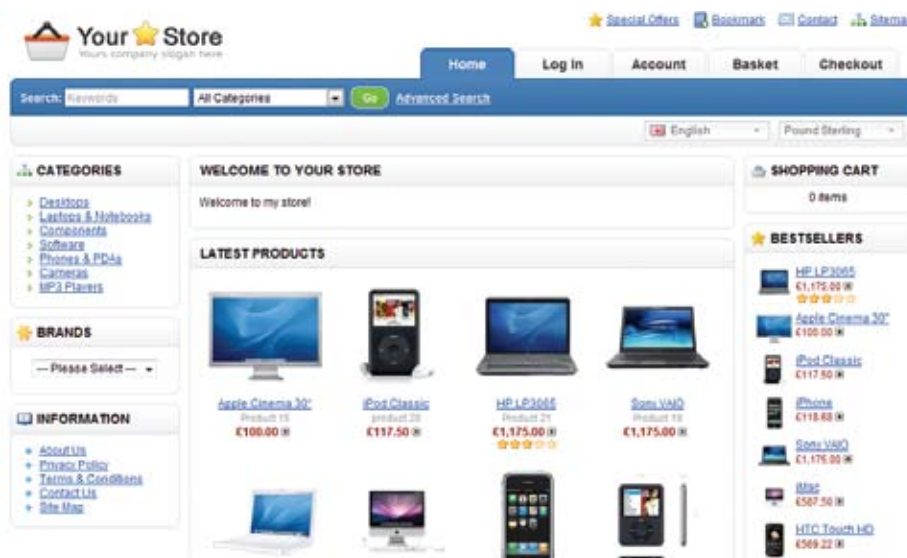 Special Offers Bookmark Contact Sitema
Your Store
Yours company slogan here
Home Log In Account Basket Checkout
Search: Keywords All Categories Go Advanced Search
English Pound Sterling
CATEGORIES
Desktops
Laptops & Notebooks
Components
Software
Phones & PDAs
Cameras
MP3 Players
BRANDS
--- Please Select ---
INFORMATION
About Us
Privacy Policy
Terms & Conditions
Contact Us
Site Map
WELCOME TO YOUR STORE
Welcome to my store!
LATEST PRODUCTS
Apple Cinema 30"
Product 15
£100.00
iPod Classic
product 20
£117.50
HP LP3065
Product 21
£1,175.00
Sony VAIO
Product 19
£1,175.00
SHOPPING CART
0 items
BESTSELLERS
HP LP3065
£1,175.00
Apple Cinema 30"
£100.00
iPod Classic
£117.50
iPhone
£118.68
Sony VAIO
£1,175.00
iMac
£587.50
HTC Touch HD
£569.22